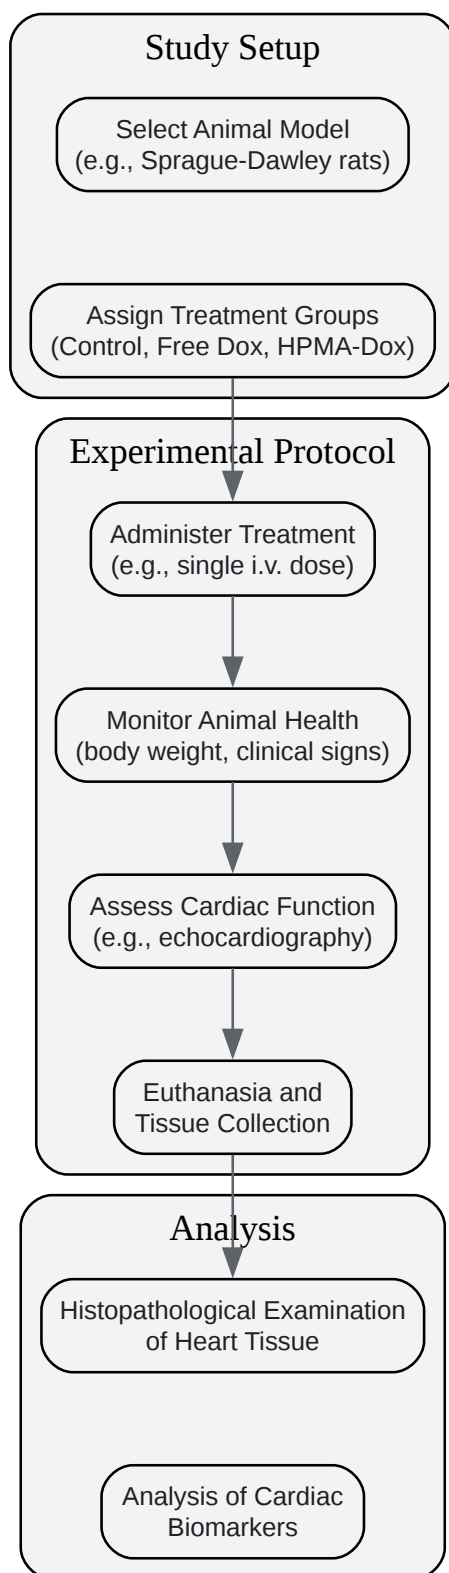 Study Setup
Select Animal Model
(e.g., Sprague-Dawley rats)
Assign Treatment Groups
(Control, Free Dox, HPMA-Dox)
Experimental Protocol
Administer Treatment
(e.g., single i.v. dose)
Monitor Animal Health
(body weight, clinical signs)
Assess Cardiac Function
(e.g., echocardiography)
Euthanasia and
Tissue Collection
Analysis
Histopathological Examination
of Heart Tissue
Analysis of Cardiac
Biomarkers